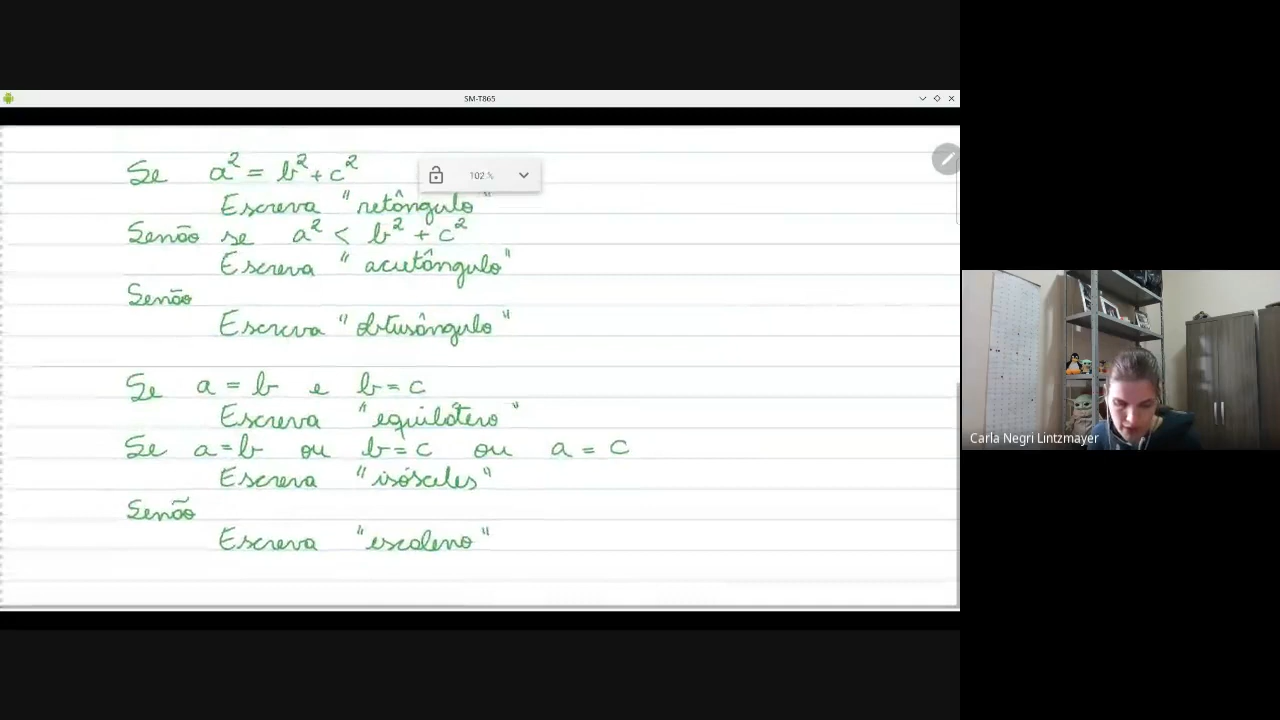 SM-T865
Se a² = b² + c²
102 %
Escreva "retângulo"
Senão se a² < b² + c²
Escreva "acutângulo"
Senão
Escreva "obtusângulo"
Se a = b e b = c
Escreva "equilátero"
Se a = b ou b = c ou a = c
Escreva "isósceles"
Senão
Escreva "escaleno"
Carla Negri Lintzmayer